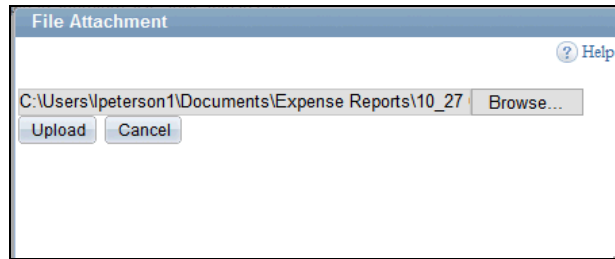 File Attachment
Help
C:\Users\lpeterson1\Documents\Expense Reports\10_27
Browse...
Upload Cancel